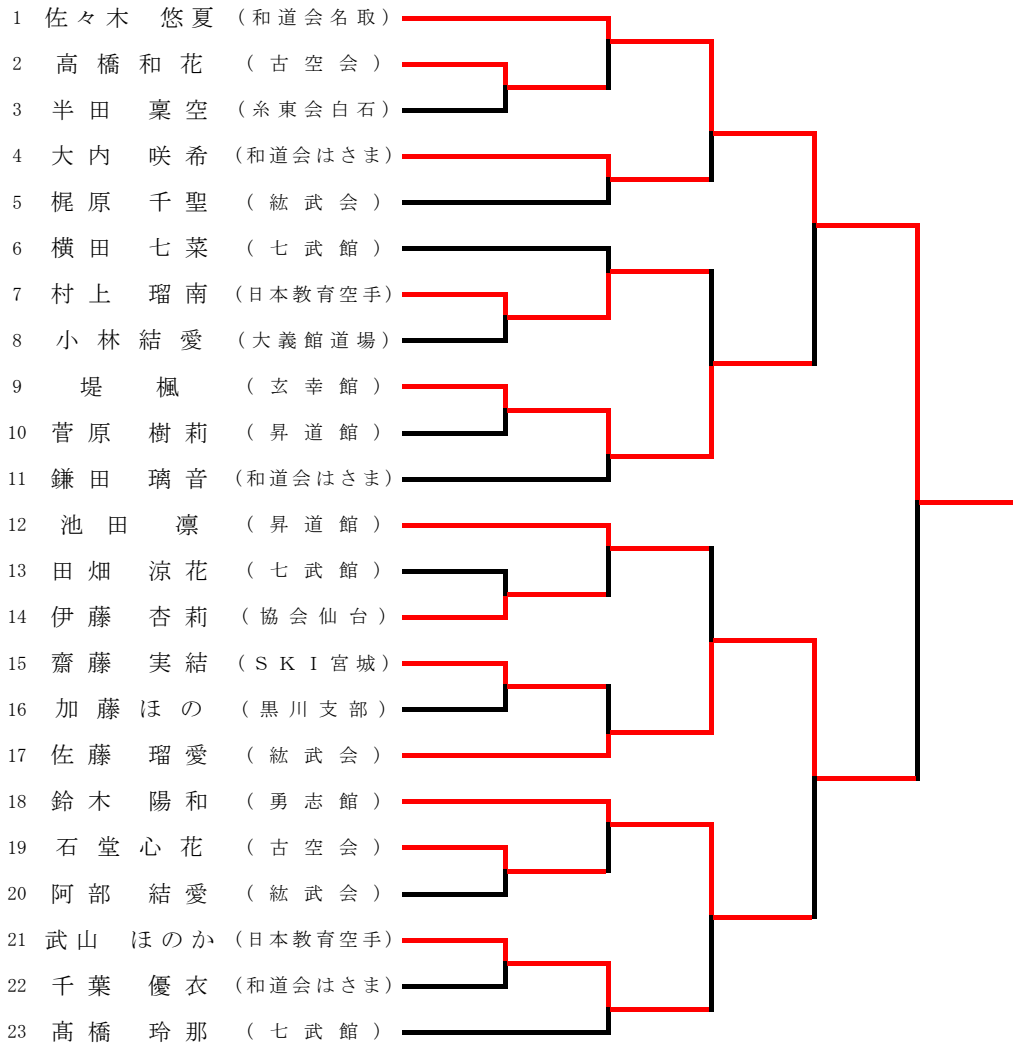 1 佐々木 悠夏 (和道会名取)
2 高橋和花 (古空会)
3 半田 稟空 (糸東会白石)
4 大内 咲希 (和道会はさま)
5 梶原 千聖 (紘武会)
6 横田 七菜 (七武館)
7 村上 瑠南 (日本教育空手)
8 小林結愛 (大義館道場)
9 堤 楓 (玄幸館)
10 菅原 樹莉 (昇道館)
11 鎌田 璃音 (和道会はさま)
12 池田 凛 (昇道館)
13 田畑 涼花 (七武館)
14 伊藤 杏莉 (協会仙台)
15 齋藤 実結 (SKI宮城)
16 加藤ほの (黒川支部)
17 佐藤 瑠愛 (紘武会)
18 鈴木 陽和 (勇志館)
19 石堂心花 (古空会)
20 阿部 結愛 (紘武会)
21 武山 ほのか (日本教育空手)
22 千葉 優衣 (和道会はさま)
23 髙橋 玲那 (七武館)